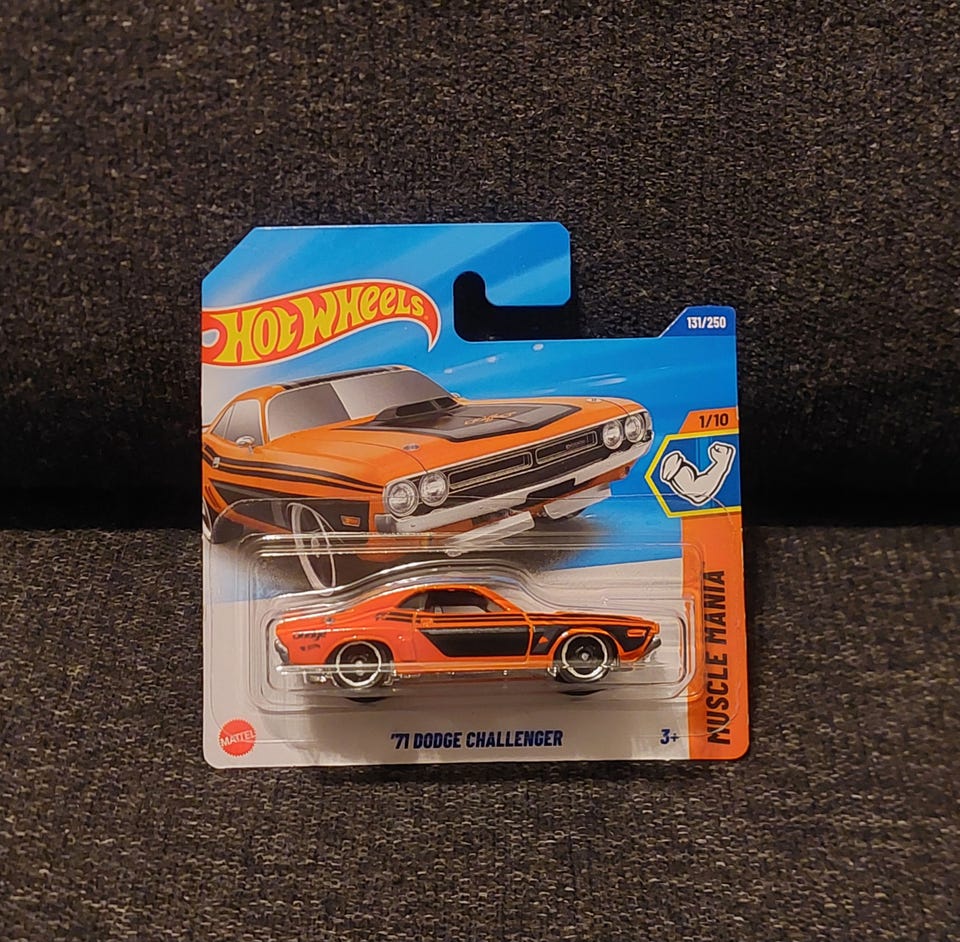 HOT WHEELS
131/250
1/10
MUSCLE MANIA
MATTEL
'71 DODGE CHALLENGER
3+